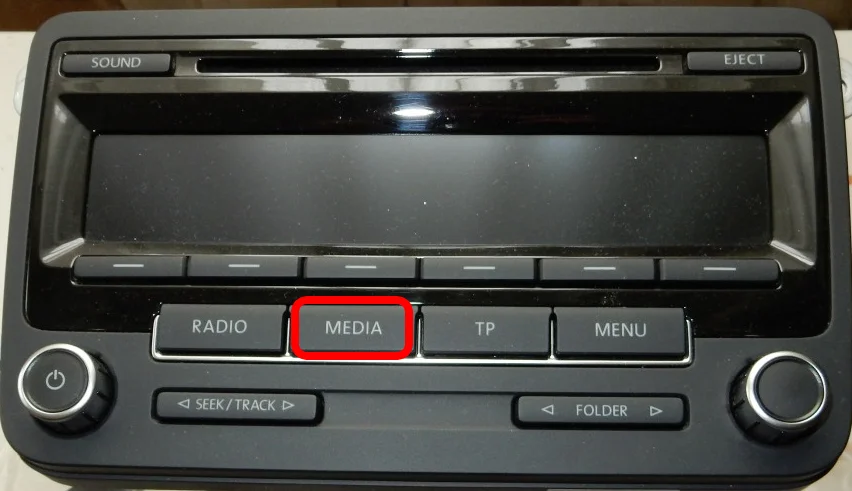 SOUND
EJECT
RADIO
MEDIA
TP
MENU
◁ SEEK/TRACK ▷
◁ FOLDER ▷